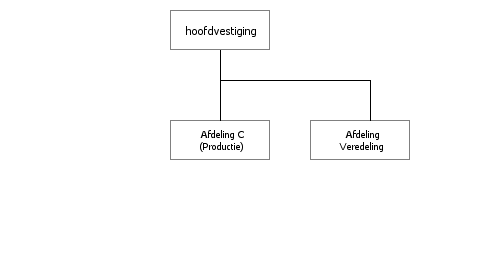 hoofdvestiging
Afdeling C
(Productie)
Afdeling
Veredeling